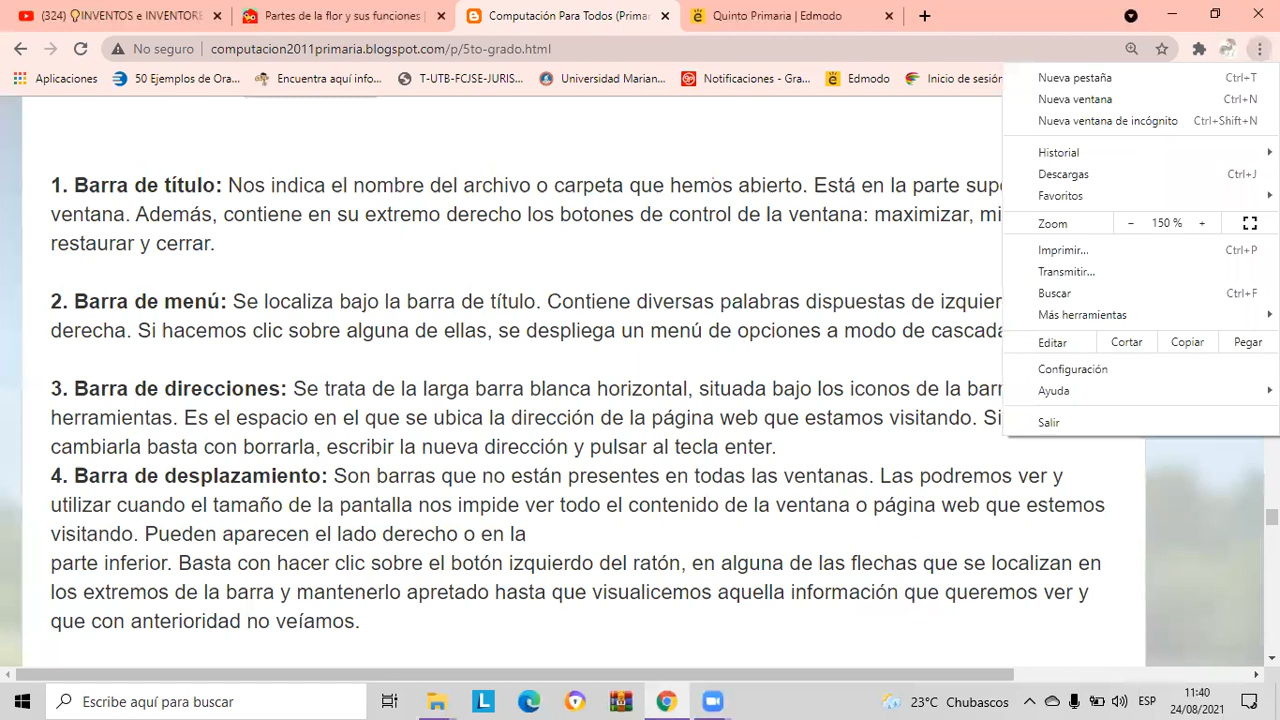 (324) 💡INVENTOS e INVENTORE
Partes de la flor y sus funciones
Computación Para Todos (Primar
Quinto Primaria | Edmodo
No seguro
computacion2011primaria.blogspot.com/p/5to-grado.html
Aplicaciones
50 Ejemplos de Ora...
Encuentra aquí info...
T-UTB-FCJSE-JURIS...
Universidad Marian...
Notificaciones - Gra...
Edmodo
Inicio de sesión
Nueva pestaña Ctrl+T
Nueva ventana Ctrl+N
Nueva ventana de incógnito Ctrl+Shift+N
Historial
Descargas Ctrl+J
Favoritos
Zoom − 150 % +
Imprimir... Ctrl+P
Transmitir...
Buscar Ctrl+F
Más herramientas
Editar Cortar Copiar Pegar
Configuración
Ayuda
Salir
1. Barra de título: Nos indica el nombre del archivo o carpeta que hemos abierto. Está en la parte supe
ventana. Además, contiene en su extremo derecho los botones de control de la ventana: maximizar, mi
restaurar y cerrar.
2. Barra de menú: Se localiza bajo la barra de título. Contiene diversas palabras dispuestas de izquier
derecha. Si hacemos clic sobre alguna de ellas, se despliega un menú de opciones a modo de cascada
3. Barra de direcciones: Se trata de la larga barra blanca horizontal, situada bajo los iconos de la barr
herramientas. Es el espacio en el que se ubica la dirección de la página web que estamos visitando. Si
cambiarla basta con borrarla, escribir la nueva dirección y pulsar al tecla enter.
4. Barra de desplazamiento: Son barras que no están presentes en todas las ventanas. Las podremos ver y
utilizar cuando el tamaño de la pantalla nos impide ver todo el contenido de la ventana o página web que estemos
visitando. Pueden aparecen el lado derecho o en la
parte inferior. Basta con hacer clic sobre el botón izquierdo del ratón, en alguna de las flechas que se localizan en
los extremos de la barra y mantenerlo apretado hasta que visualicemos aquella información que queremos ver y
que con anterioridad no veíamos.
Escribe aquí para buscar
23°C Chubascos
ESP
11:40
24/08/2021